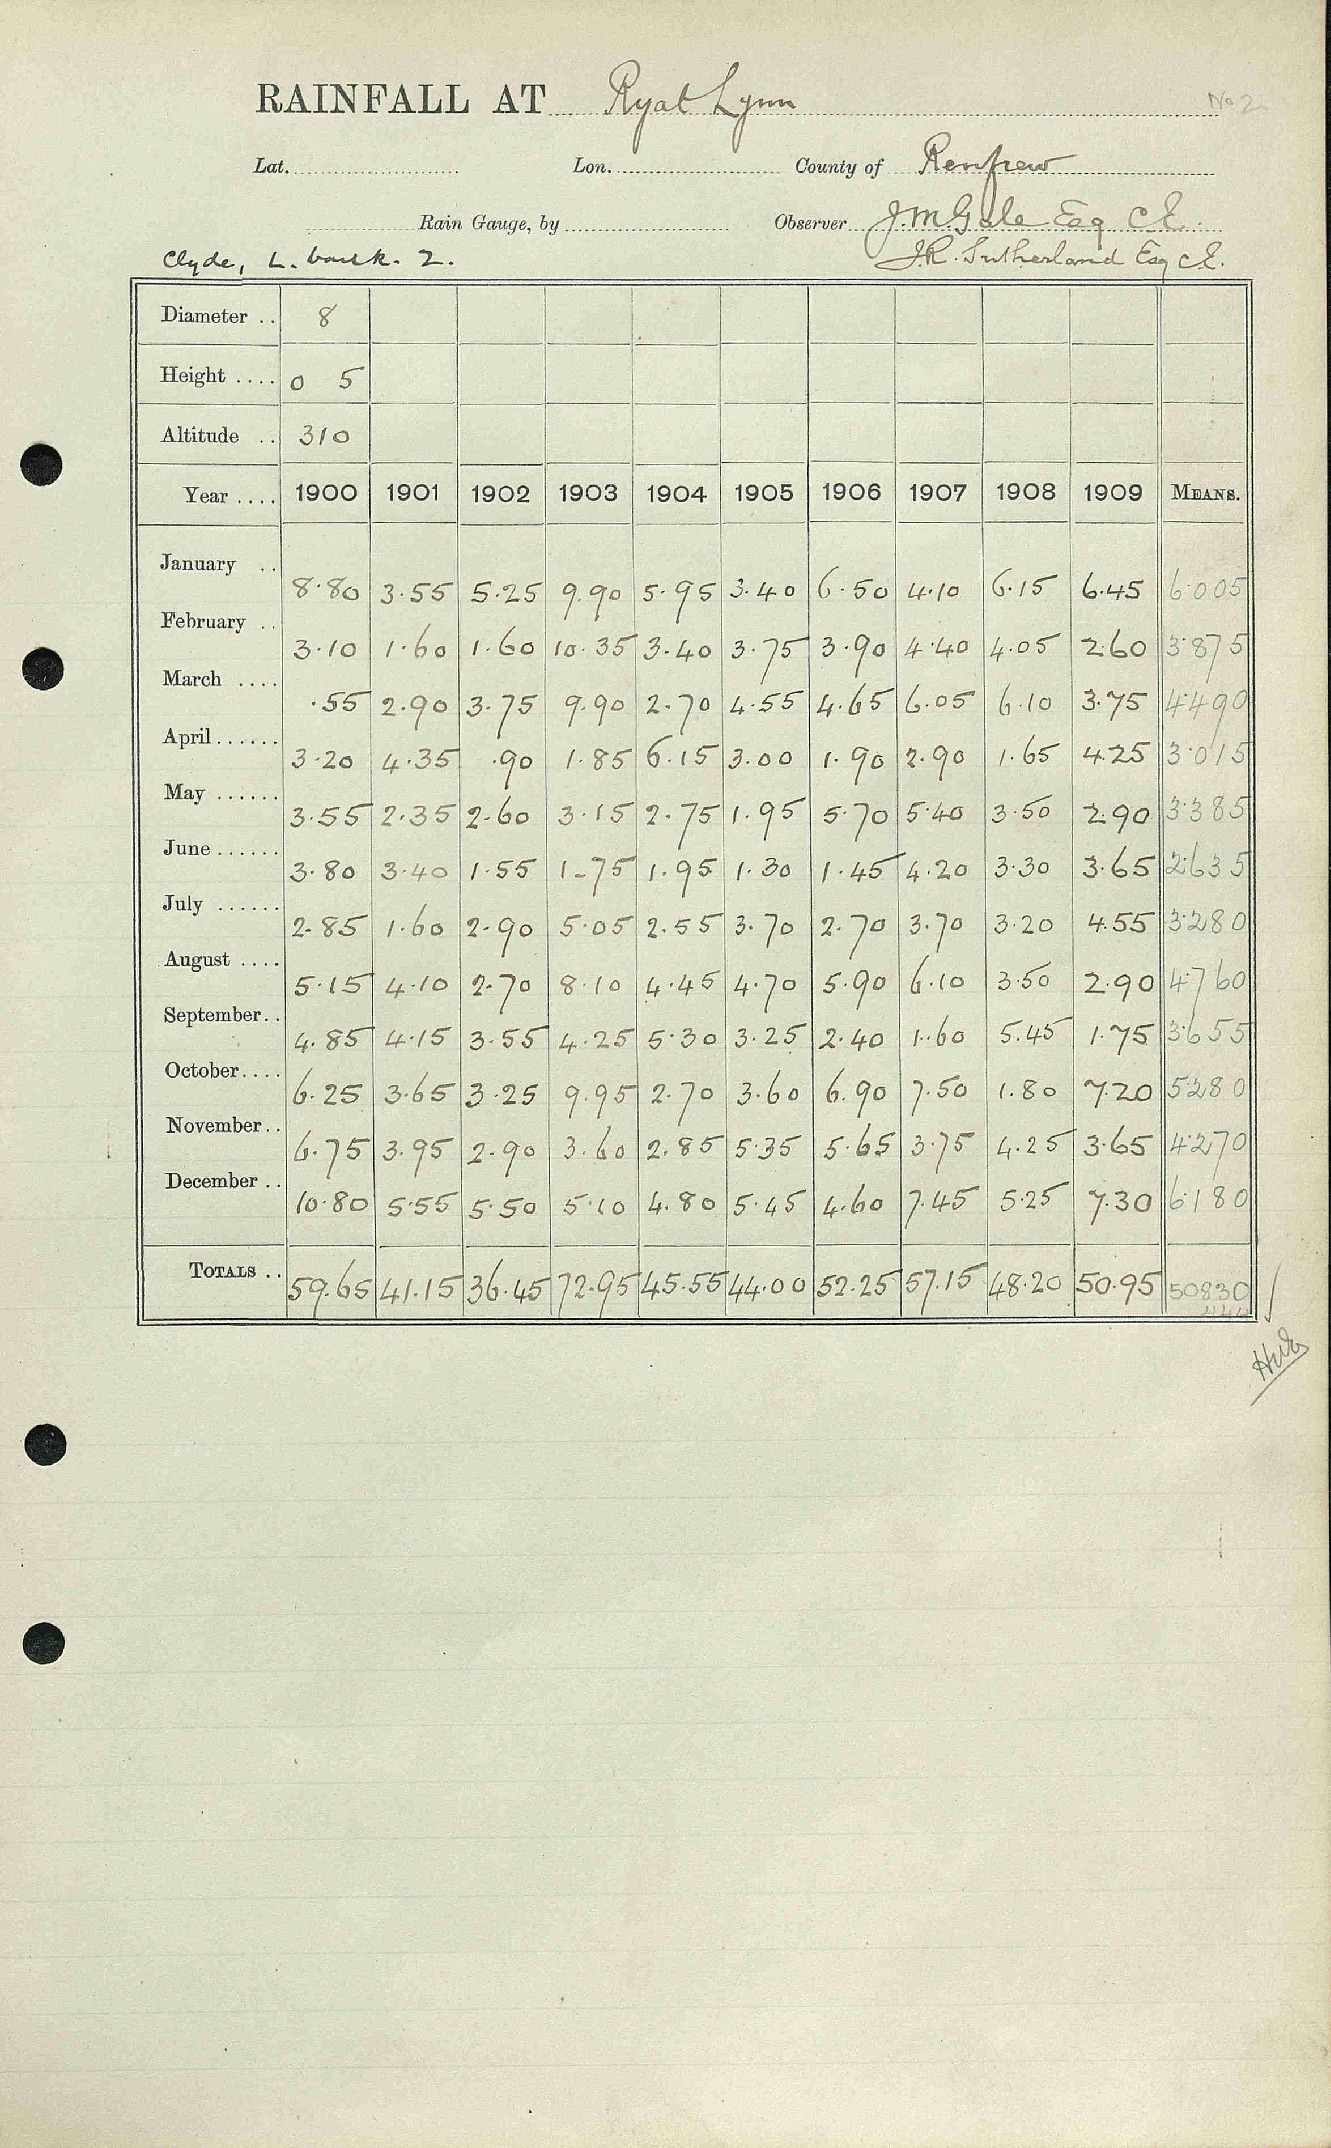 No 2
RAINFALL AT Ryat Lynn
Lat. Lon. County of Renfrew
Rain Gauge, by Observer J.M. Gale Esq C.E.
Clyde, L. bank. 2. J.R. Sutherland Esq C.E.
Diameter .. 8
Height .... 0 5
Altitude .. 310
Year .... 1900 1901 1902 1903 1904 1905 1906 1907 1908 1909 MEANS.
January .. 8.80 3.55 5.25 9.90 5.95 3.40 6.50 4.10 6.15 6.45 6.005
February .. 3.10 1.60 1.60 10.35 3.40 3.75 3.90 4.40 4.05 2.60 3.875
March .... .55 2.90 3.75 9.90 2.70 4.55 4.65 6.05 6.10 3.75 4.490
April...... 3.20 4.35 .90 1.85 6.15 3.00 1.90 2.90 1.65 4.25 3.015
May ...... 3.55 2.35 2.60 3.15 2.75 1.95 5.70 5.40 3.50 2.90 3.385
June ...... 3.80 3.40 1.55 1.75 1.95 1.30 1.45 4.20 3.30 3.65 2.635
July ...... 2.85 1.60 2.90 5.05 2.55 3.70 2.70 3.70 3.20 4.55 3.280
August .... 5.15 4.10 2.70 8.10 4.45 4.70 5.90 6.10 3.50 2.90 4.760
September.. 4.85 4.15 3.55 4.25 5.30 3.25 2.40 1.60 5.45 1.75 3.655
October.... 6.25 3.65 3.25 9.95 2.70 3.60 6.90 7.50 1.80 7.20 5.280
November.. 6.75 3.95 2.90 3.60 2.85 5.35 5.65 3.75 4.25 3.65 4.270
December .. 10.80 5.55 5.50 5.10 4.80 5.45 4.60 7.45 5.25 7.30 6.180
TOTALS .. 59.65 41.15 36.45 72.95 45.55 44.00 52.25 57.15 48.20 50.95 50830